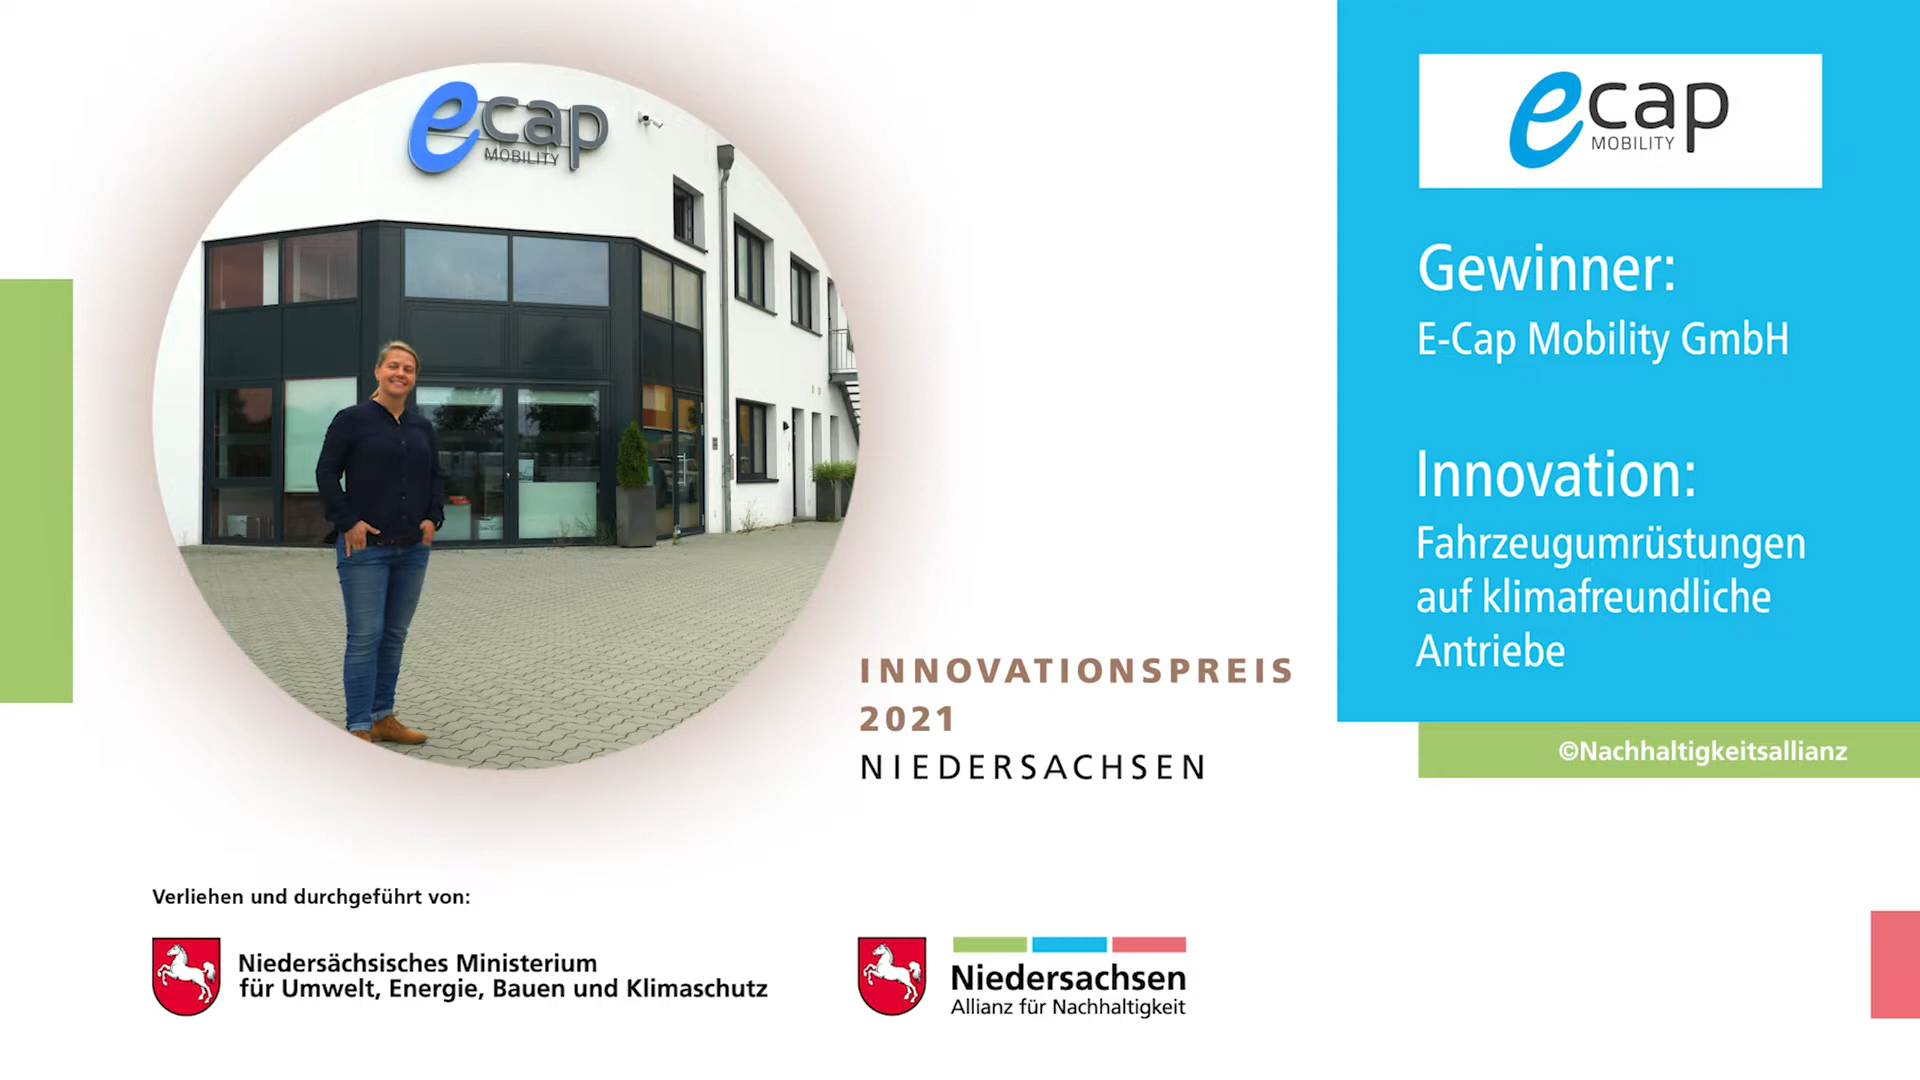 ecap
MOBILITY
ecap
MOBILITY
Gewinner:
E-Cap Mobility GmbH
Innovation:
Fahrzeugumrüstungen
auf klimafreundliche
Antriebe
INNOVATIONSPREIS
2021
NIEDERSACHSEN
©Nachhaltigkeitsallianz
Verliehen und durchgeführt von:
Niedersächsisches Ministerium
für Umwelt, Energie, Bauen und Klimaschutz
Niedersachsen
Allianz für Nachhaltigkeit